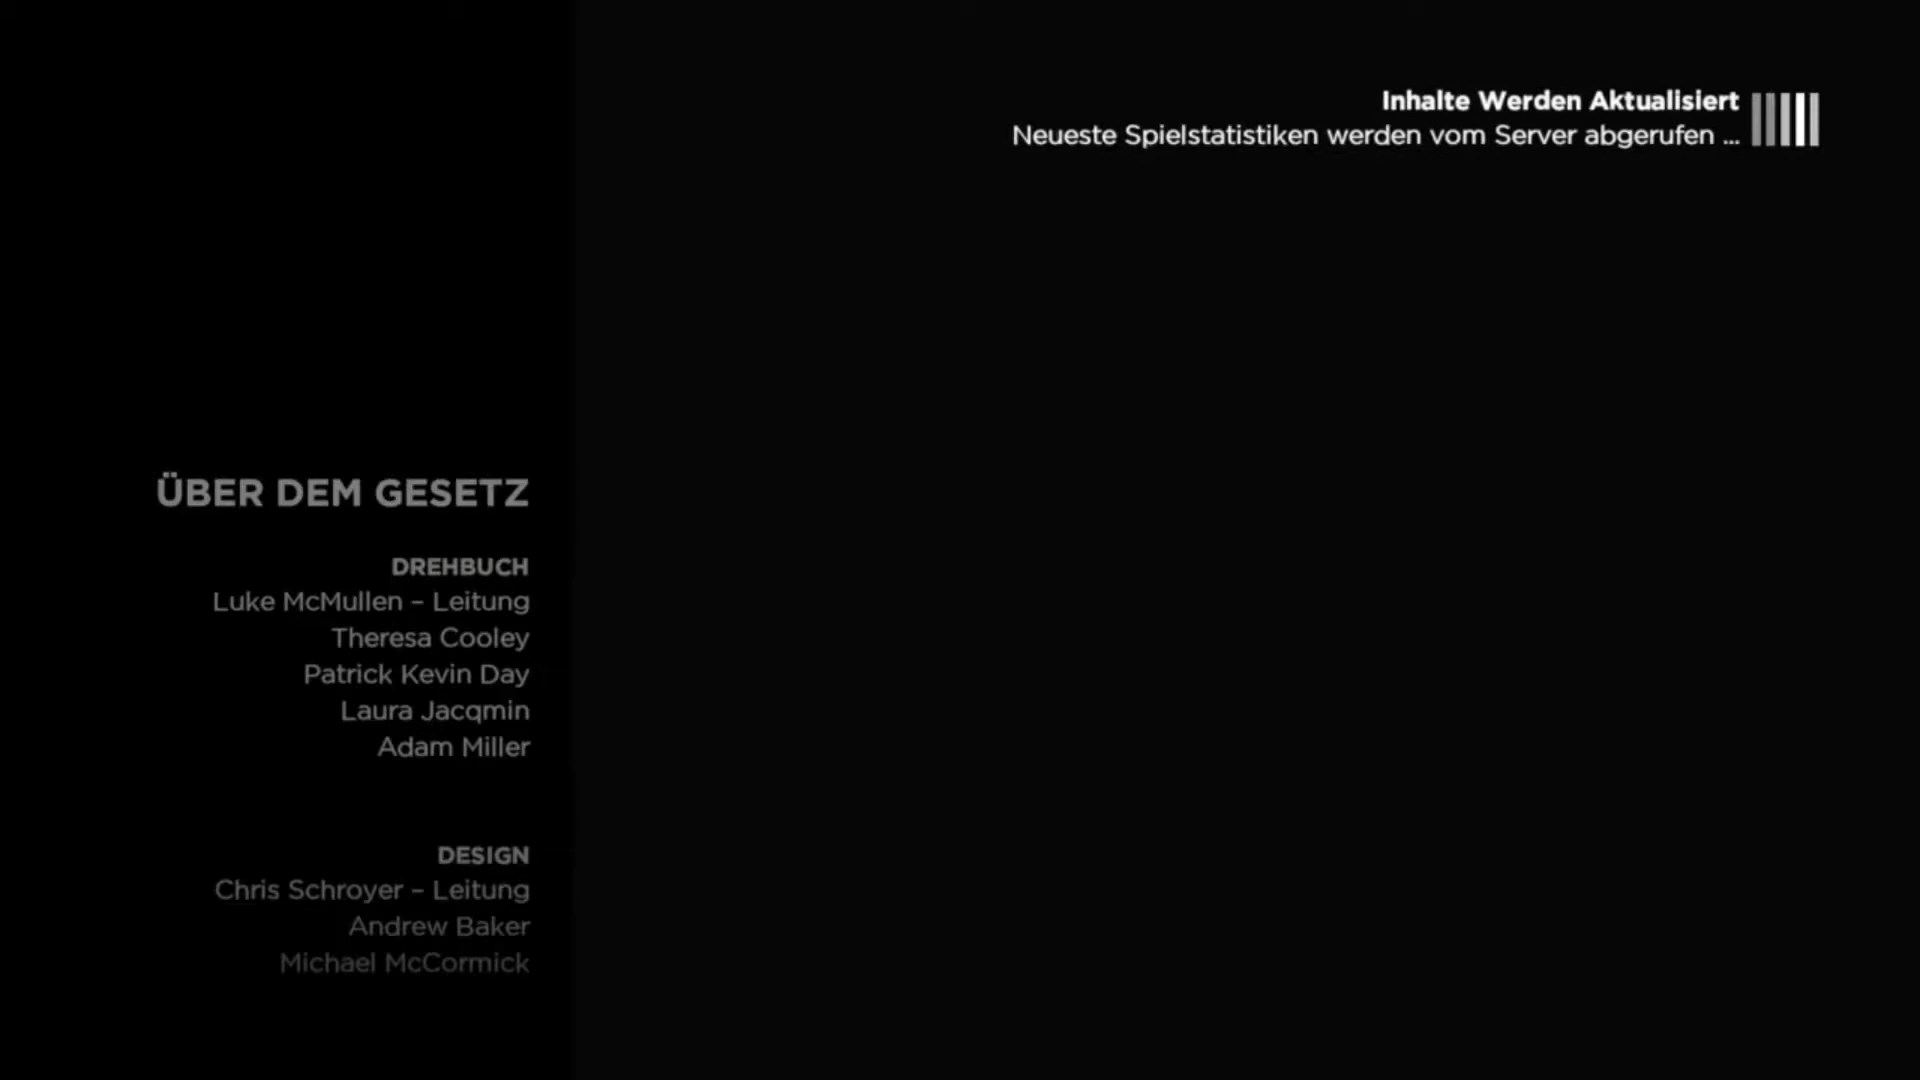 Inhalte Werden Aktualisiert
Neueste Spielstatistiken werden vom Server abgerufen ...
ÜBER DEM GESETZ
DREHBUCH
Luke McMullen – Leitung
Theresa Cooley
Patrick Kevin Day
Laura Jacqmin
Adam Miller
DESIGN
Chris Schroyer – Leitung
Andrew Baker
Michael McCormick